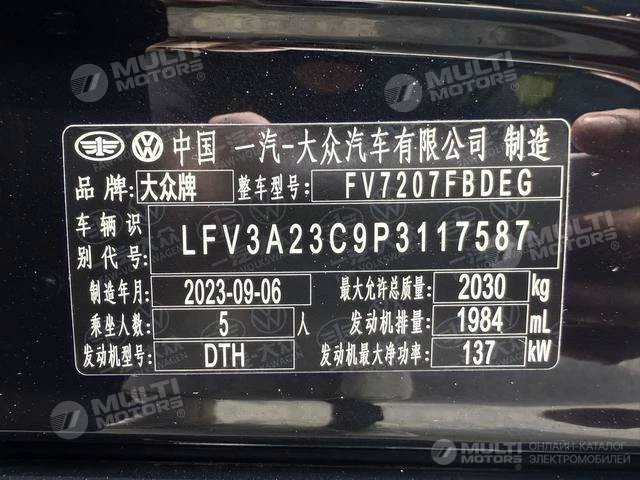 MULTI MOTORS®
MULTI MOTORS®
中国 一汽-大众汽车有限公司 制造
品牌: 大众牌 整车型号: FV7207FBDEG
车辆识别代号: LFV3A23C9P3117587
制造年月: 2023-09-06 最大允许总质量: 2030 kg
乘坐人数: 5 人 发动机排量: 1984 mL
发动机型号: DTH 发动机最大净功率: 137 kW
MULTI MOTORS®
MULTI MOTORS®
ОНЛАЙН-КАТАЛОГ
ЭЛЕКТРОМОБИЛЕЙ